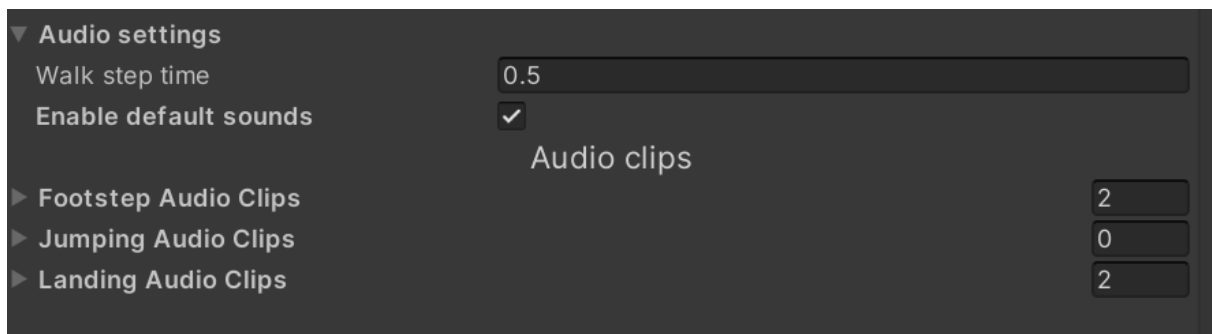 Audio settings
Walk step time 0.5
Enable default sounds
Audio clips
Footstep Audio Clips 2
Jumping Audio Clips 0
Landing Audio Clips 2